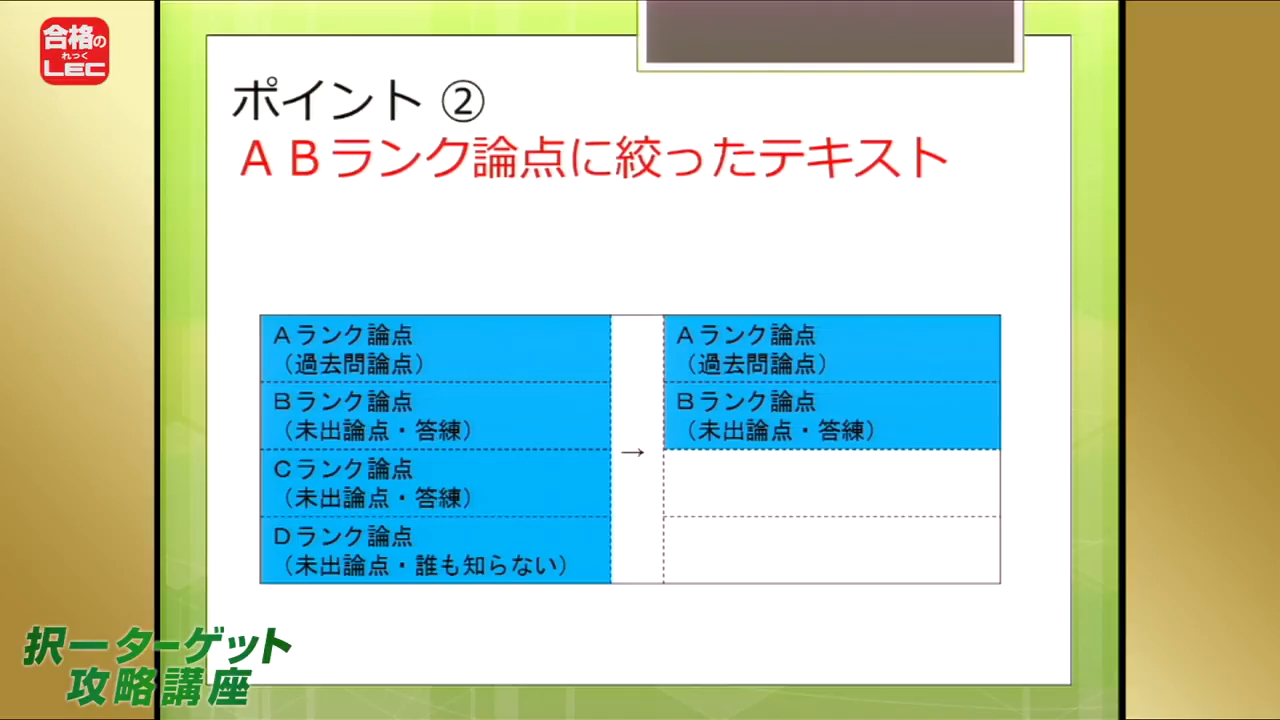 合格の
れっく
LEC
ポイント ②
ＡＢランク論点に絞ったテキスト
Ａランク論点
（過去問論点）
Ｂランク論点
（未出論点・答練）
Ｃランク論点
（未出論点・答練）
Ｄランク論点
（未出論点・誰も知らない）
→
Ａランク論点
（過去問論点）
Ｂランク論点
（未出論点・答練）
択一ターゲット
攻略講座